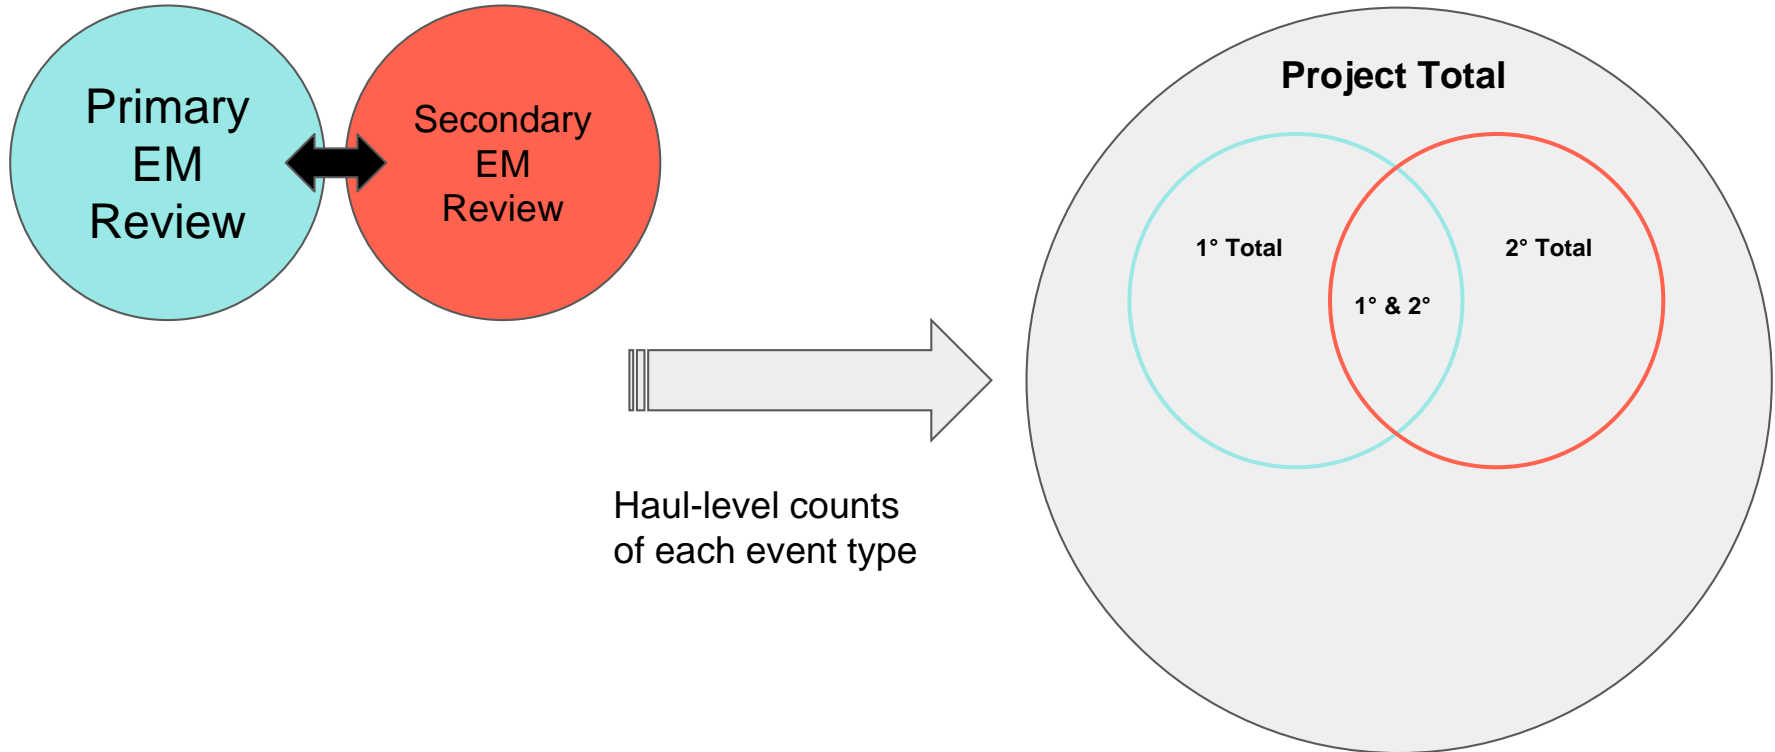 Primary
EM
Review
Secondary
EM
Review
Haul-level counts
of each event type
Project Total
1° Total
2° Total
1° & 2°